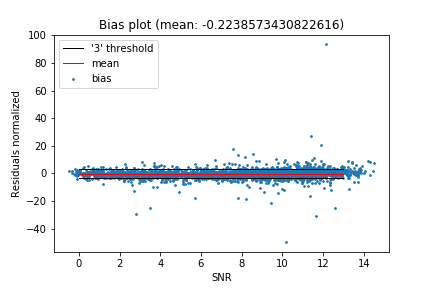 Bias plot (mean: -0.2238573430822616)
100
80
60
40
20
0
−20
−40
Residuals normalized
'3' threshold
mean
bias
0 2 4 6 8 10 12 14
SNR